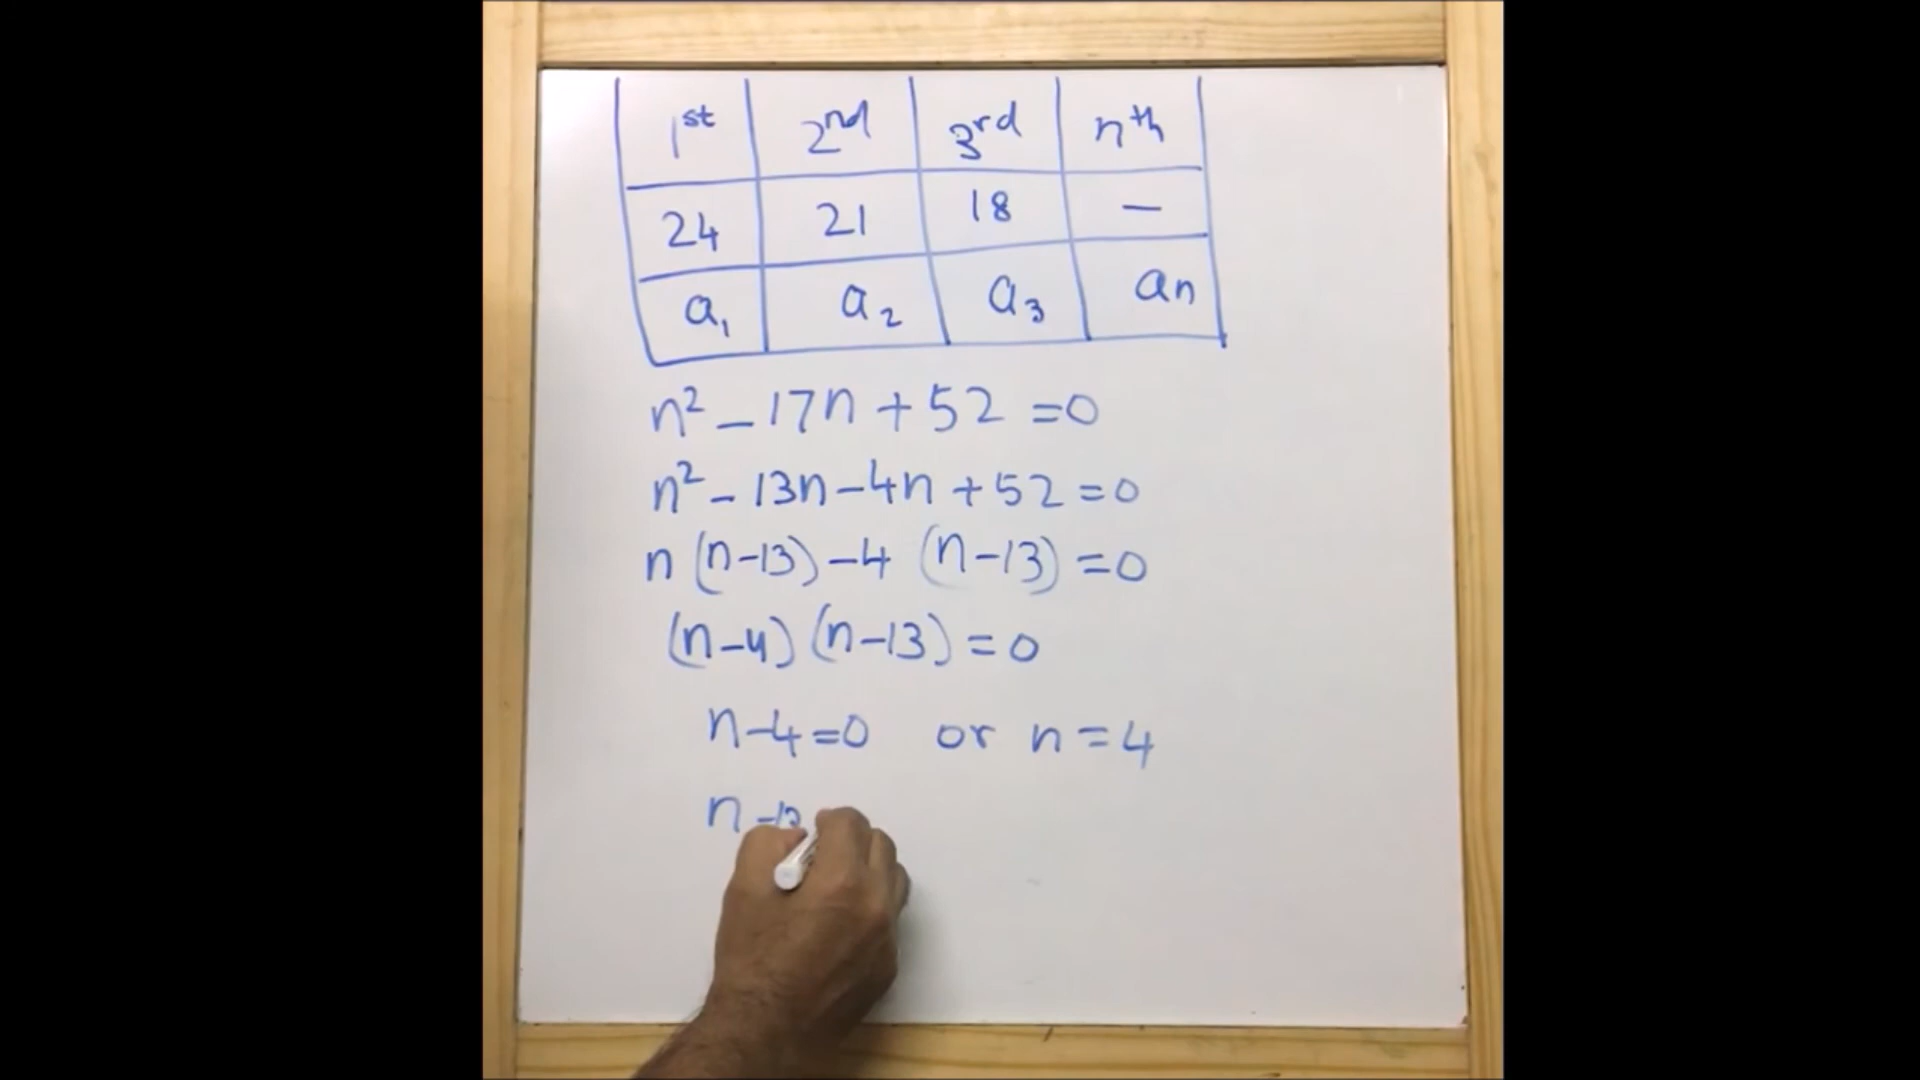 1st 2nd 3rd nth
24 21 18 —
a₁ a₂ a₃ an
n² - 17n + 52 = 0
n² - 13n - 4n + 52 = 0
n (n-13) - 4 (n-13) = 0
(n-4) (n-13) = 0
n-4=0 or n = 4
n -13